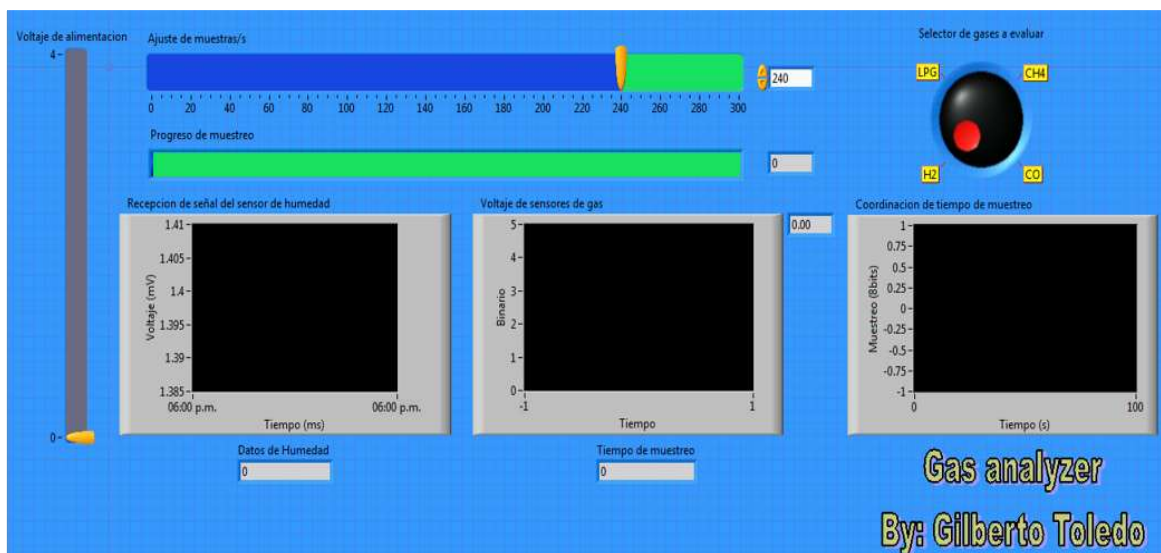 Voltaje de alimentacion
4
0
Ajuste de muestras/s
0 20 40 60 80 100 120 140 160 180 200 220 240 260 280 300
240
Progreso de muestreo
0
Selector de gases a evaluar
LPG CH4
H2 CO
Recepcion de señal del sensor de humedad
1.41
1.405
1.4
1.395
1.39
1.385
Voltaje (mV)
06:00 p.m. 06:00 p.m.
Tiempo (ms)
Datos de Humedad
0
Voltaje de sensores de gas
0.00
5
4
3
2
1
0
Binario
-1 1
Tiempo
Tiempo de muestreo
0
Coordinacion de tiempo de muestreo
1
0.75
0.5
0.25
0
-0.25
-0.5
-0.75
-1
Muestreo (8bits)
0 100
Tiempo (s)
Gas analyzer
By: Gilberto Toledo